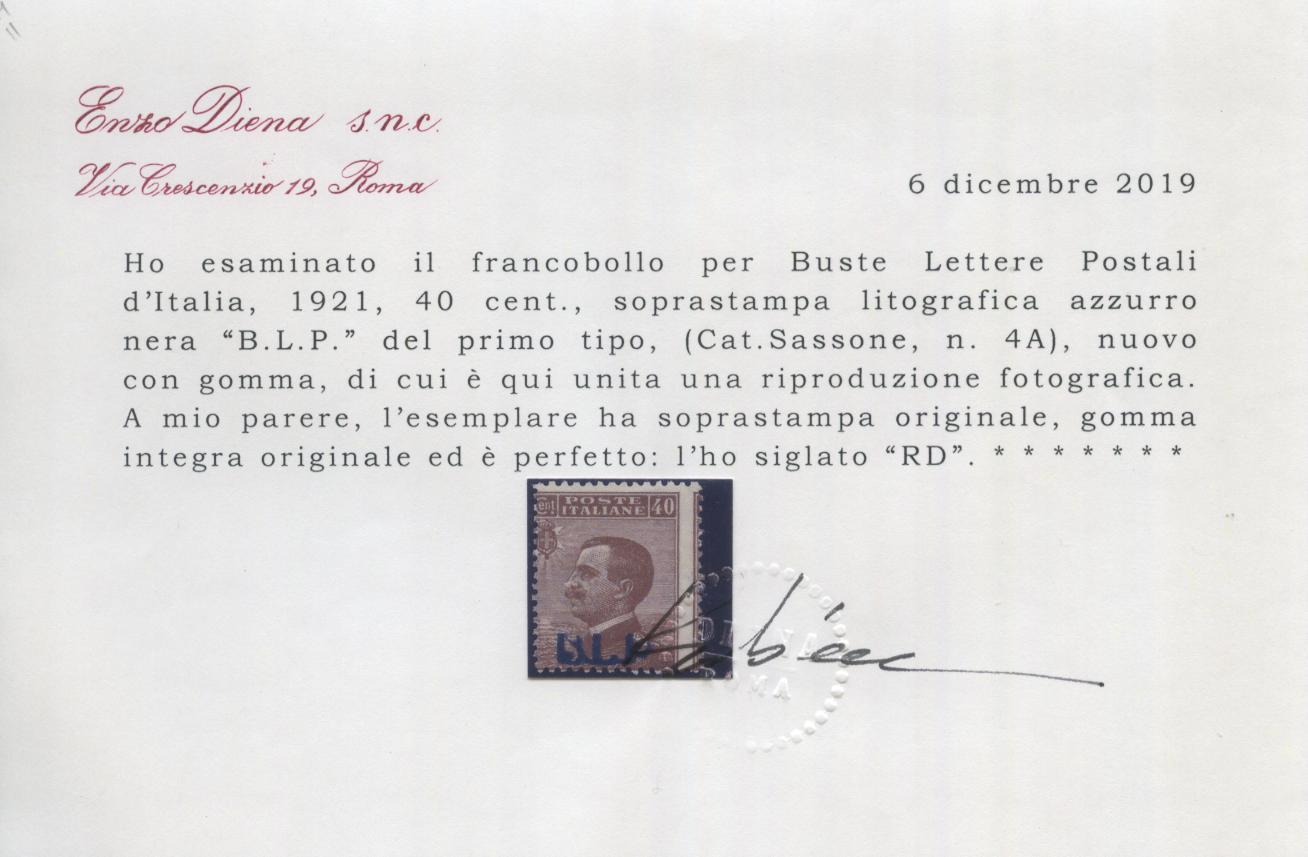 Enzo Diena s.n.c.
Via Crescenzio 19, Roma
6 dicembre 2019
Ho esaminato il francobollo per Buste Lettere Postali
d'Italia, 1921, 40 cent., soprastampa litografica azzurro
nera “B.L.P.” del primo tipo, (Cat.Sassone, n. 4A), nuovo
con gomma, di cui è qui unita una riproduzione fotografica.
A mio parere, l'esemplare ha soprastampa originale, gomma
integra originale ed è perfetto: l'ho siglato “RD”. * * * * * * *
POSTE 40
ITALIANE
B.L.P
ROMA